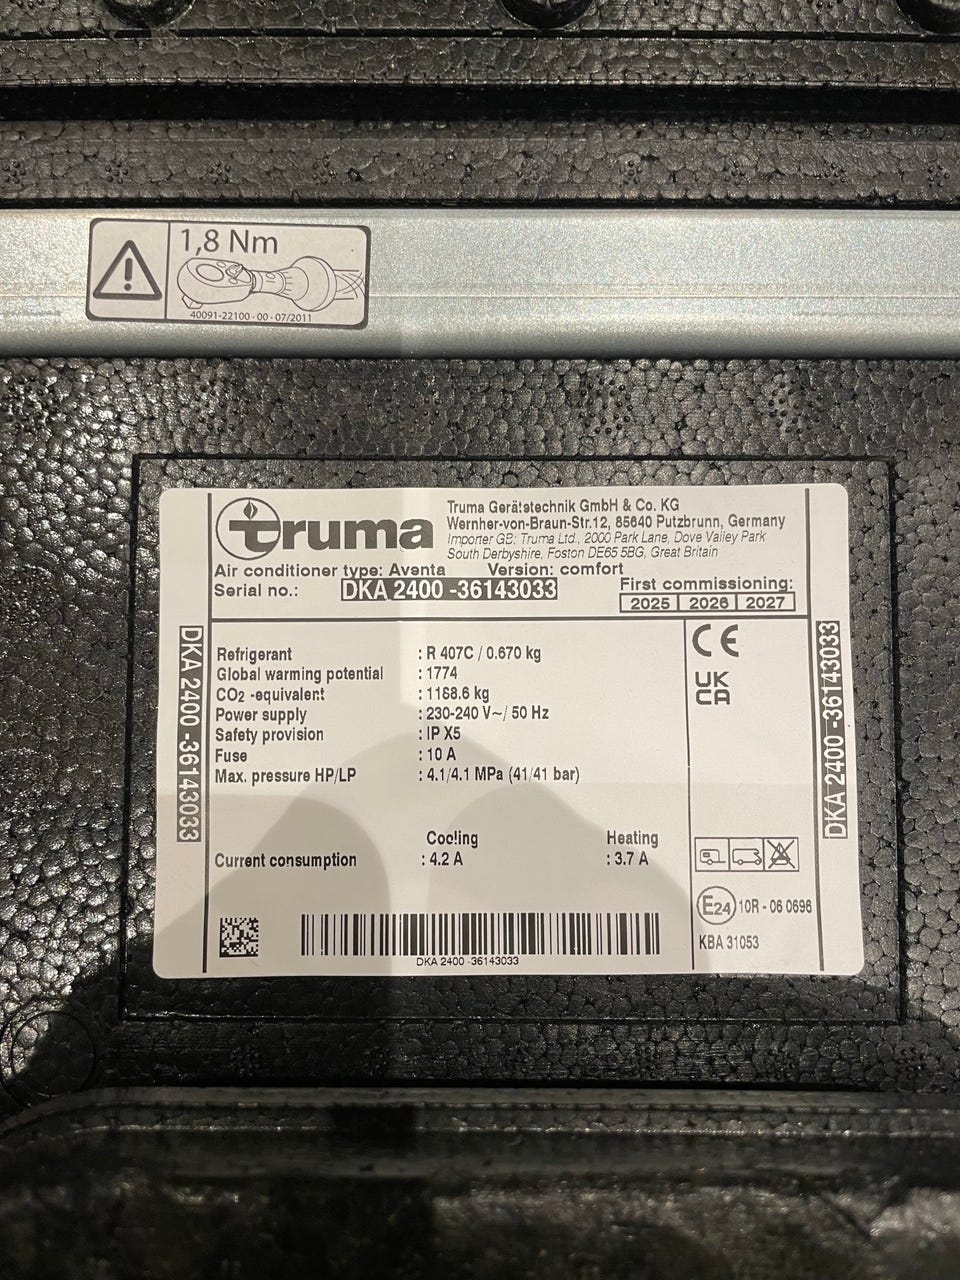 1,8 Nm
40091-22100 - 00 - 07/2011
truma
Truma Gerätetechnik GmbH & Co. KG
Wernher-von-Braun-Str.12, 85640 Putzbrunn, Germany
Importer GB: Truma Ltd., 2000 Park Lane, Dove Valley Park
South Derbyshire, Foston DE65 5BG, Great Britain
Air conditioner type: Aventa Version: comfort
Serial no.: DKA 2400 -36143033
First commissioning:
2025 | 2026 | 2027
DKA 2400 -36143033
Refrigerant : R 407C / 0.670 kg
Global warming potential : 1774
CO2 -equivalent : 1188.6 kg
Power supply : 230-240 V~/ 50 Hz
Safety provision : IP X5
Fuse : 10 A
Max. pressure HP/LP : 4.1/4.1 MPa (41/41 bar)
CE
UK
CA
DKA 2400 -36143033
Cooling Heating
Current consumption : 4.2 A : 3.7 A
E24 10R - 06 0696
KBA 31053
DKA 2400 -36143033